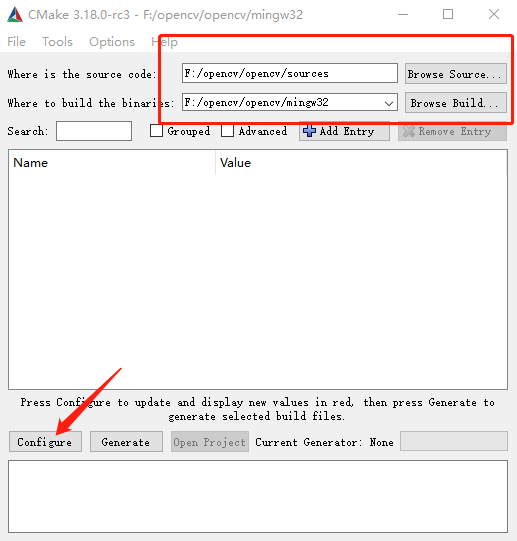 CMake 3.18.0-rc3 - F:/opencv/opencv/mingw32
File Tools Options Help
Where is the source code: F:/opencv/opencv/sources Browse Source...
Where to build the binaries: F:/opencv/opencv/mingw32 Browse Build...
Search: Grouped Advanced Add Entry Remove Entry
Name Value
Press Configure to update and display new values in red, then press Generate to
generate selected build files.
Configure Generate Open Project Current Generator: None